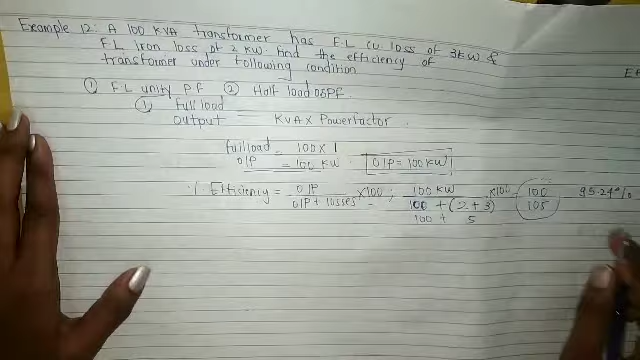 Example 12: A 100 KVA transformer has F.L cu loss of 3KW &
F.L iron loss of 2 KW. Find the efficiency of
transformer under following condition
① F L unity PF ② Half load 0.5PF.
① full load
output KVA X Powerfactor.
full load = 100 X 1
O|P = 100 KW. O|P = 100 KW
∴ Efficiency = O|P / O|P + losses X 100 ; 100 KW / 100 + (2 + 3) X100 100 / 105 95.24%
100 + 5